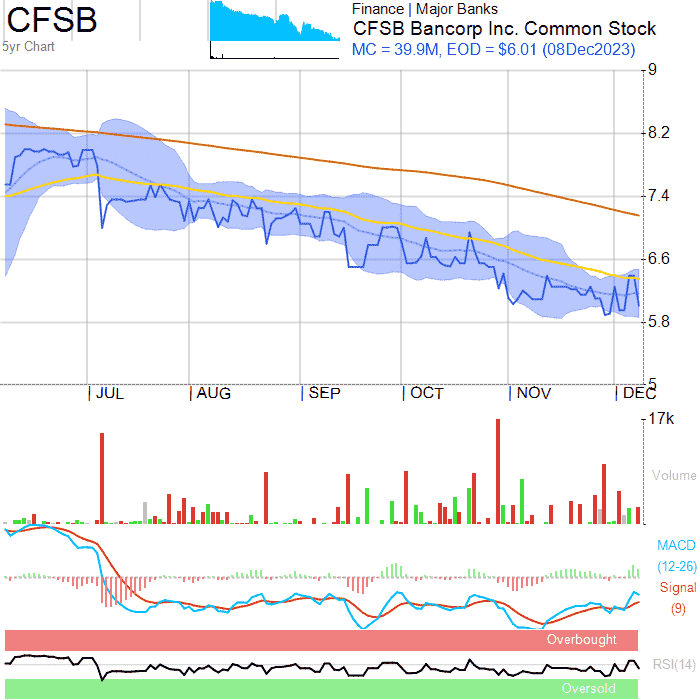 CFSB
5yr Chart
Finance | Major Banks
CFSB Bancorp Inc. Common Stock
MC = 39.9M, EOD = $6.01 (08Dec2023)
9
8.2
7.4
6.6
5.8
5
JUL AUG SEP OCT NOV DEC
17k
Volume
MACD
(12-26)
Signal
(9)
Overbought
RSI(14)
Oversold